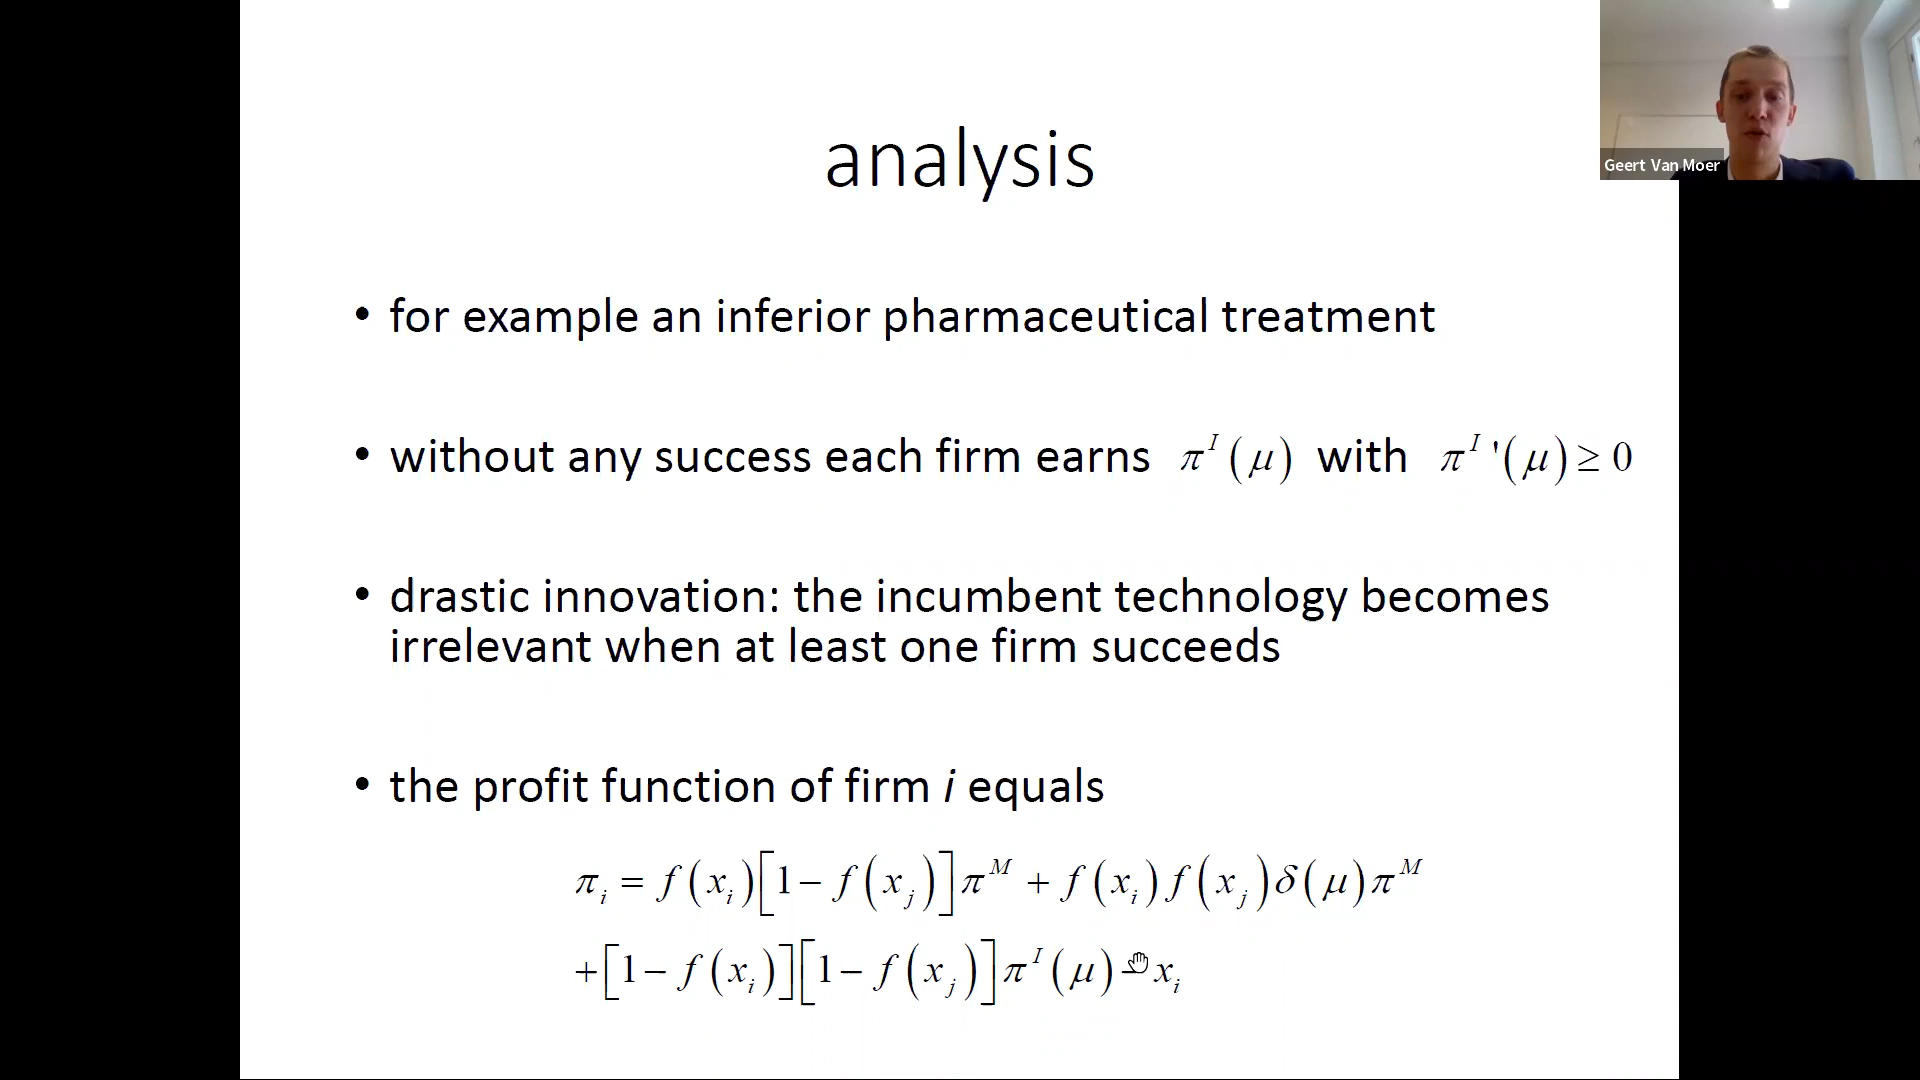 Geert Van Moer
analysis
• for example an inferior pharmaceutical treatment
• without any success each firm earns π^I(μ) with π^I'(μ) ≥ 0
• drastic innovation: the incumbent technology becomes
irrelevant when at least one firm succeeds
• the profit function of firm i equals
π_i = f(x_i)[1 − f(x_j)]π^M + f(x_i)f(x_j)δ(μ)π^M
+[1 − f(x_i)][1 − f(x_j)]π^I(μ) − x_i